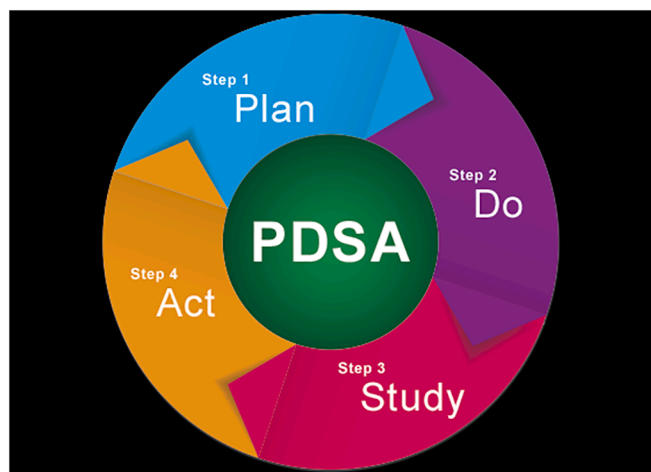 Step 1
Plan
Step 2
Do
PDSA
Step 4
Act
Step 3
Study